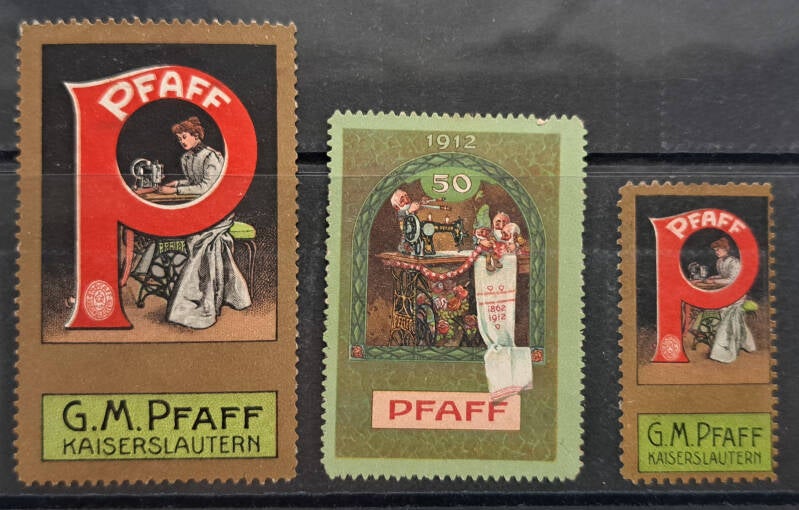 PFAFF
PFAFF
G.M. PFAFF
KAISERSLAUTERN
1912
50
1862
1912
PFAFF
PFAFF
G.M. PFAFF
KAISERSLAUTERN